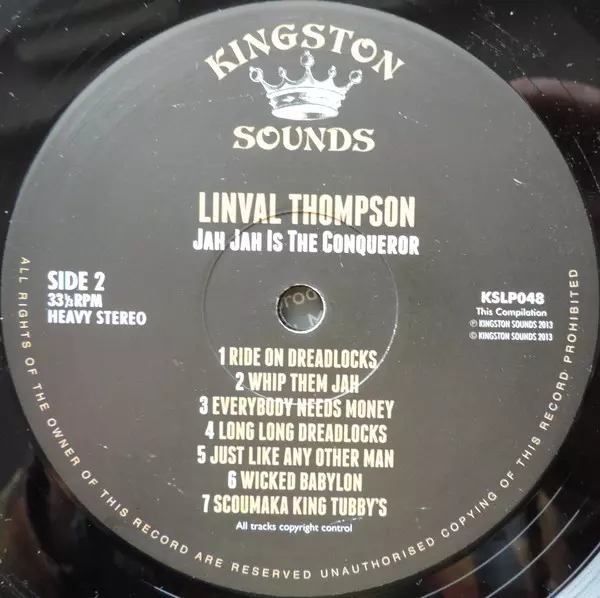 KINGSTON
SOUNDS
LINVAL THOMPSON
JAH JAH IS THE CONQUEROR
SIDE 2
33⅓RPM
HEAVY STEREO
KSLP048
This Compilation
℗ KINGSTON SOUNDS 2013
© KINGSTON SOUNDS 2013
1 RIDE ON DREADLOCKS
2 WHIP THEM JAH
3 EVERYBODY NEEDS MONEY
4 LONG LONG DREADLOCKS
5 JUST LIKE ANY OTHER MAN
6 WICKED BABYLON
7 SCOUMAKA KING TUBBY'S
All tracks copyright control
ALL RIGHTS OF THE OWNER OF THIS RECORD ARE RESERVED UNAUTHORISED COPYING OF THIS RECORD PROHIBITED